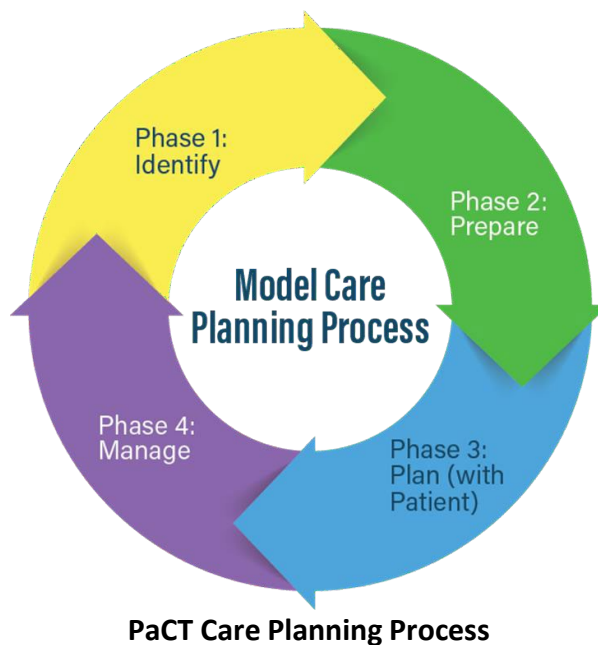 Phase 1:
Identify
Phase 2:
Prepare
Model Care
Planning Process
Phase 4:
Manage
Phase 3:
Plan (with
Patient)
PaCT Care Planning Process